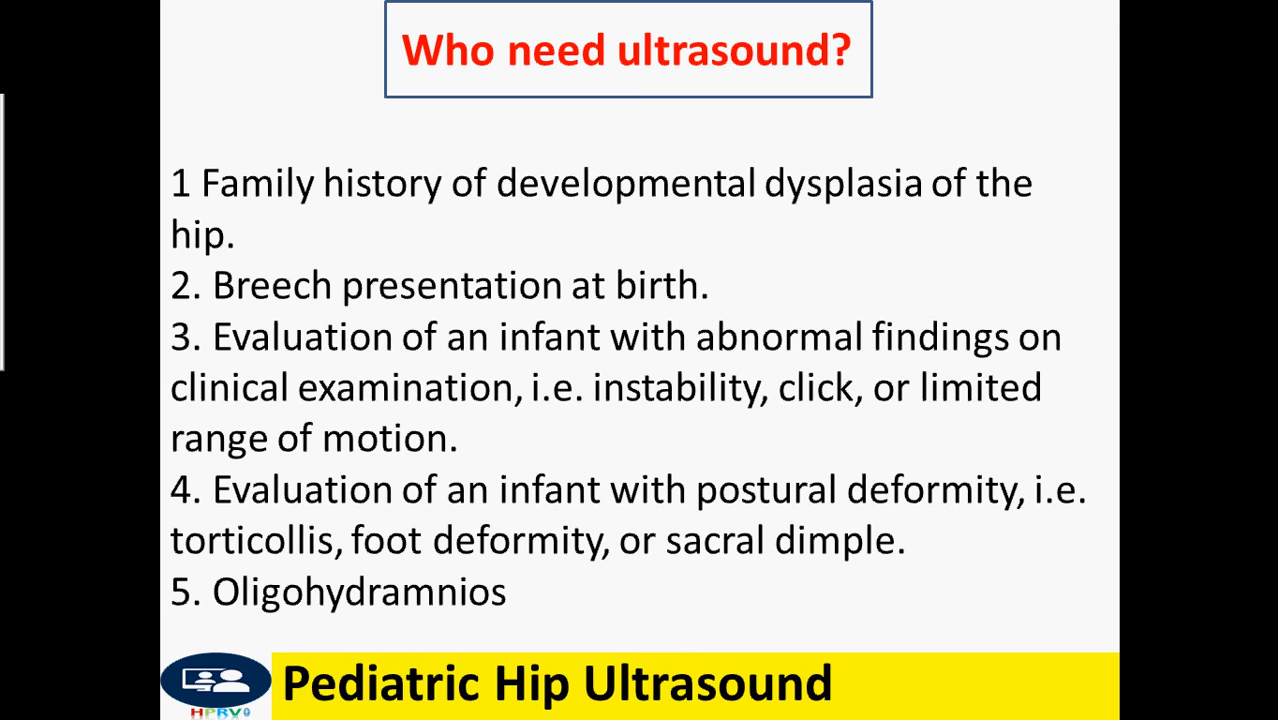 Who need ultrasound?
1 Family history of developmental dysplasia of the
hip.
2. Breech presentation at birth.
3. Evaluation of an infant with abnormal findings on
clinical examination, i.e. instability, click, or limited
range of motion.
4. Evaluation of an infant with postural deformity, i.e.
torticollis, foot deformity, or sacral dimple.
5. Oligohydramnios
Pediatric Hip Ultrasound
HPRV